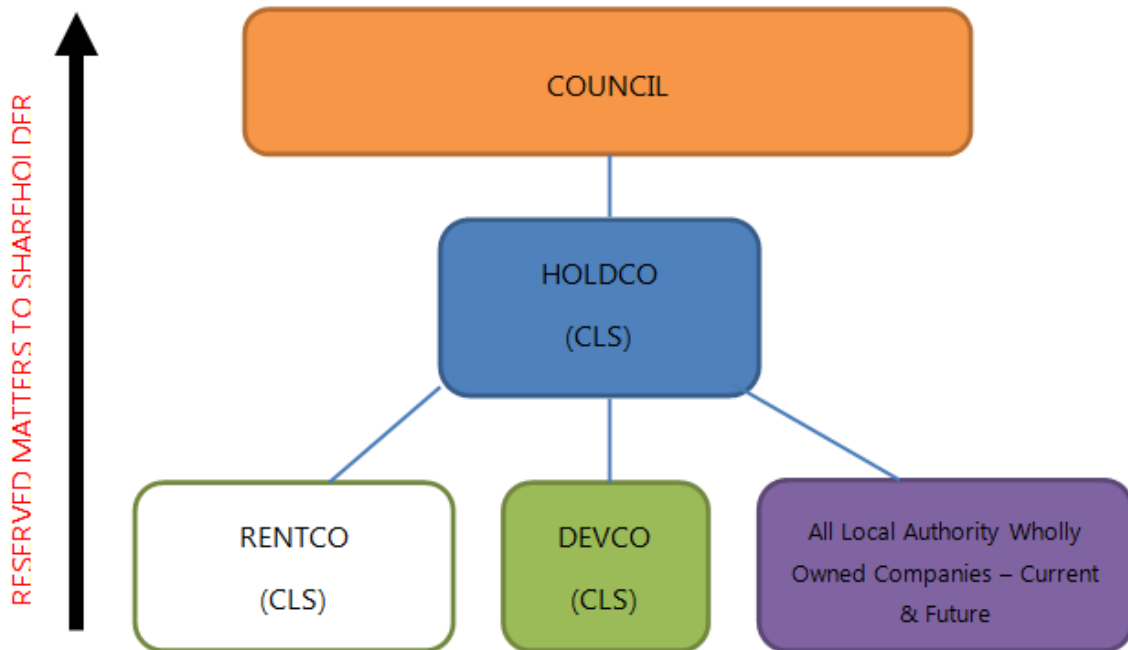 RESERVED MATTERS TO SHAREHOLDER
COUNCIL
HOLDCO
(CLS)
RENTCO
(CLS)
DEVCO
(CLS)
All Local Authority Wholly
Owned Companies – Current
& Future